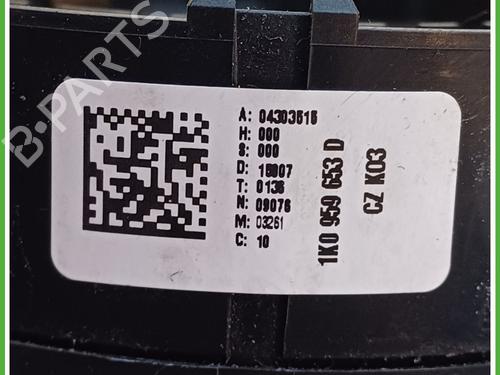 B-PARTS
A: 04303515
H: 000
S: 000
D: 15007
T: 0136
N: 09076
M: 03261
C: 10
1K0 959 653 D
CZ K03